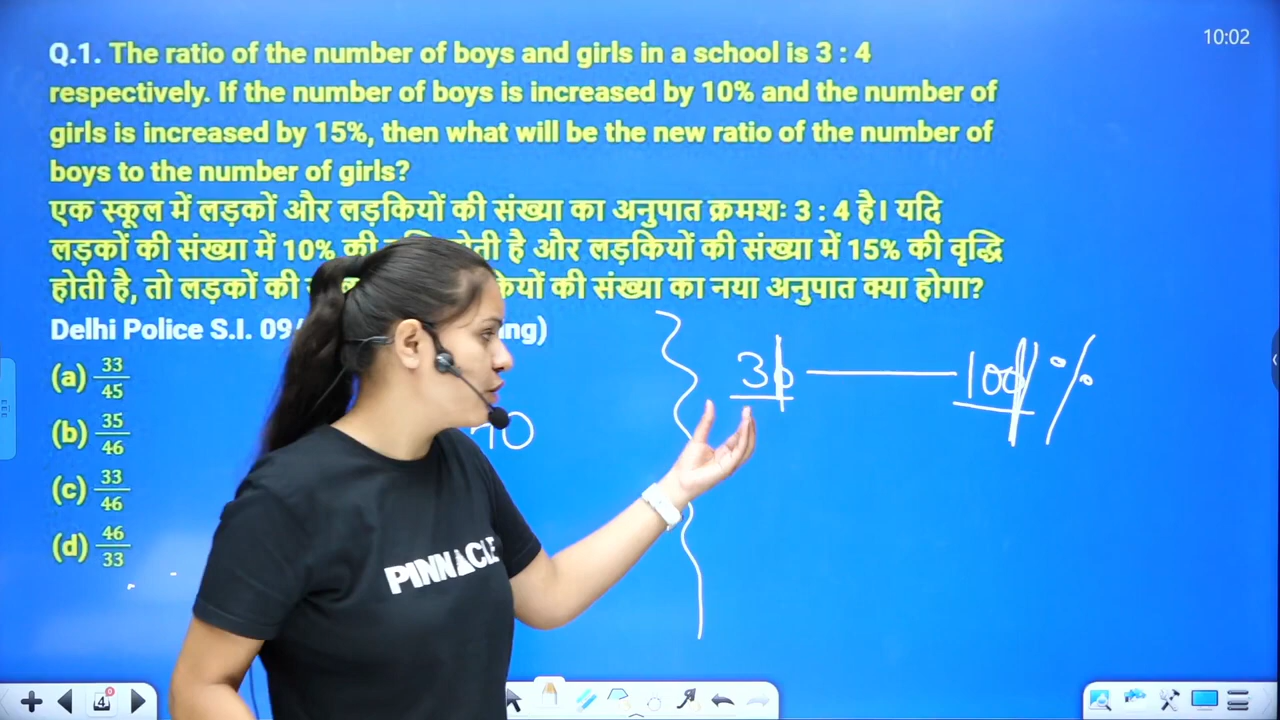 10:02
Q.1. The ratio of the number of boys and girls in a school is 3 : 4
respectively. If the number of boys is increased by 10% and the number of
girls is increased by 15%, then what will be the new ratio of the number of
boys to the number of girls?
एक स्कूल में लड़कों और लड़कियों की संख्या का अनुपात क्रमशः 3 : 4 है। यदि
लड़कों की संख्या में 10% की होती है और लड़कियों की संख्या में 15% की वृद्धि
होती है, तो लड़कों की की संख्या का नया अनुपात क्या होगा?
Delhi Police S.I. 09/
(a) 33/45
(b) 35/46
(c) 33/46
(d) 46/33
30 100%
PINNACLE
4